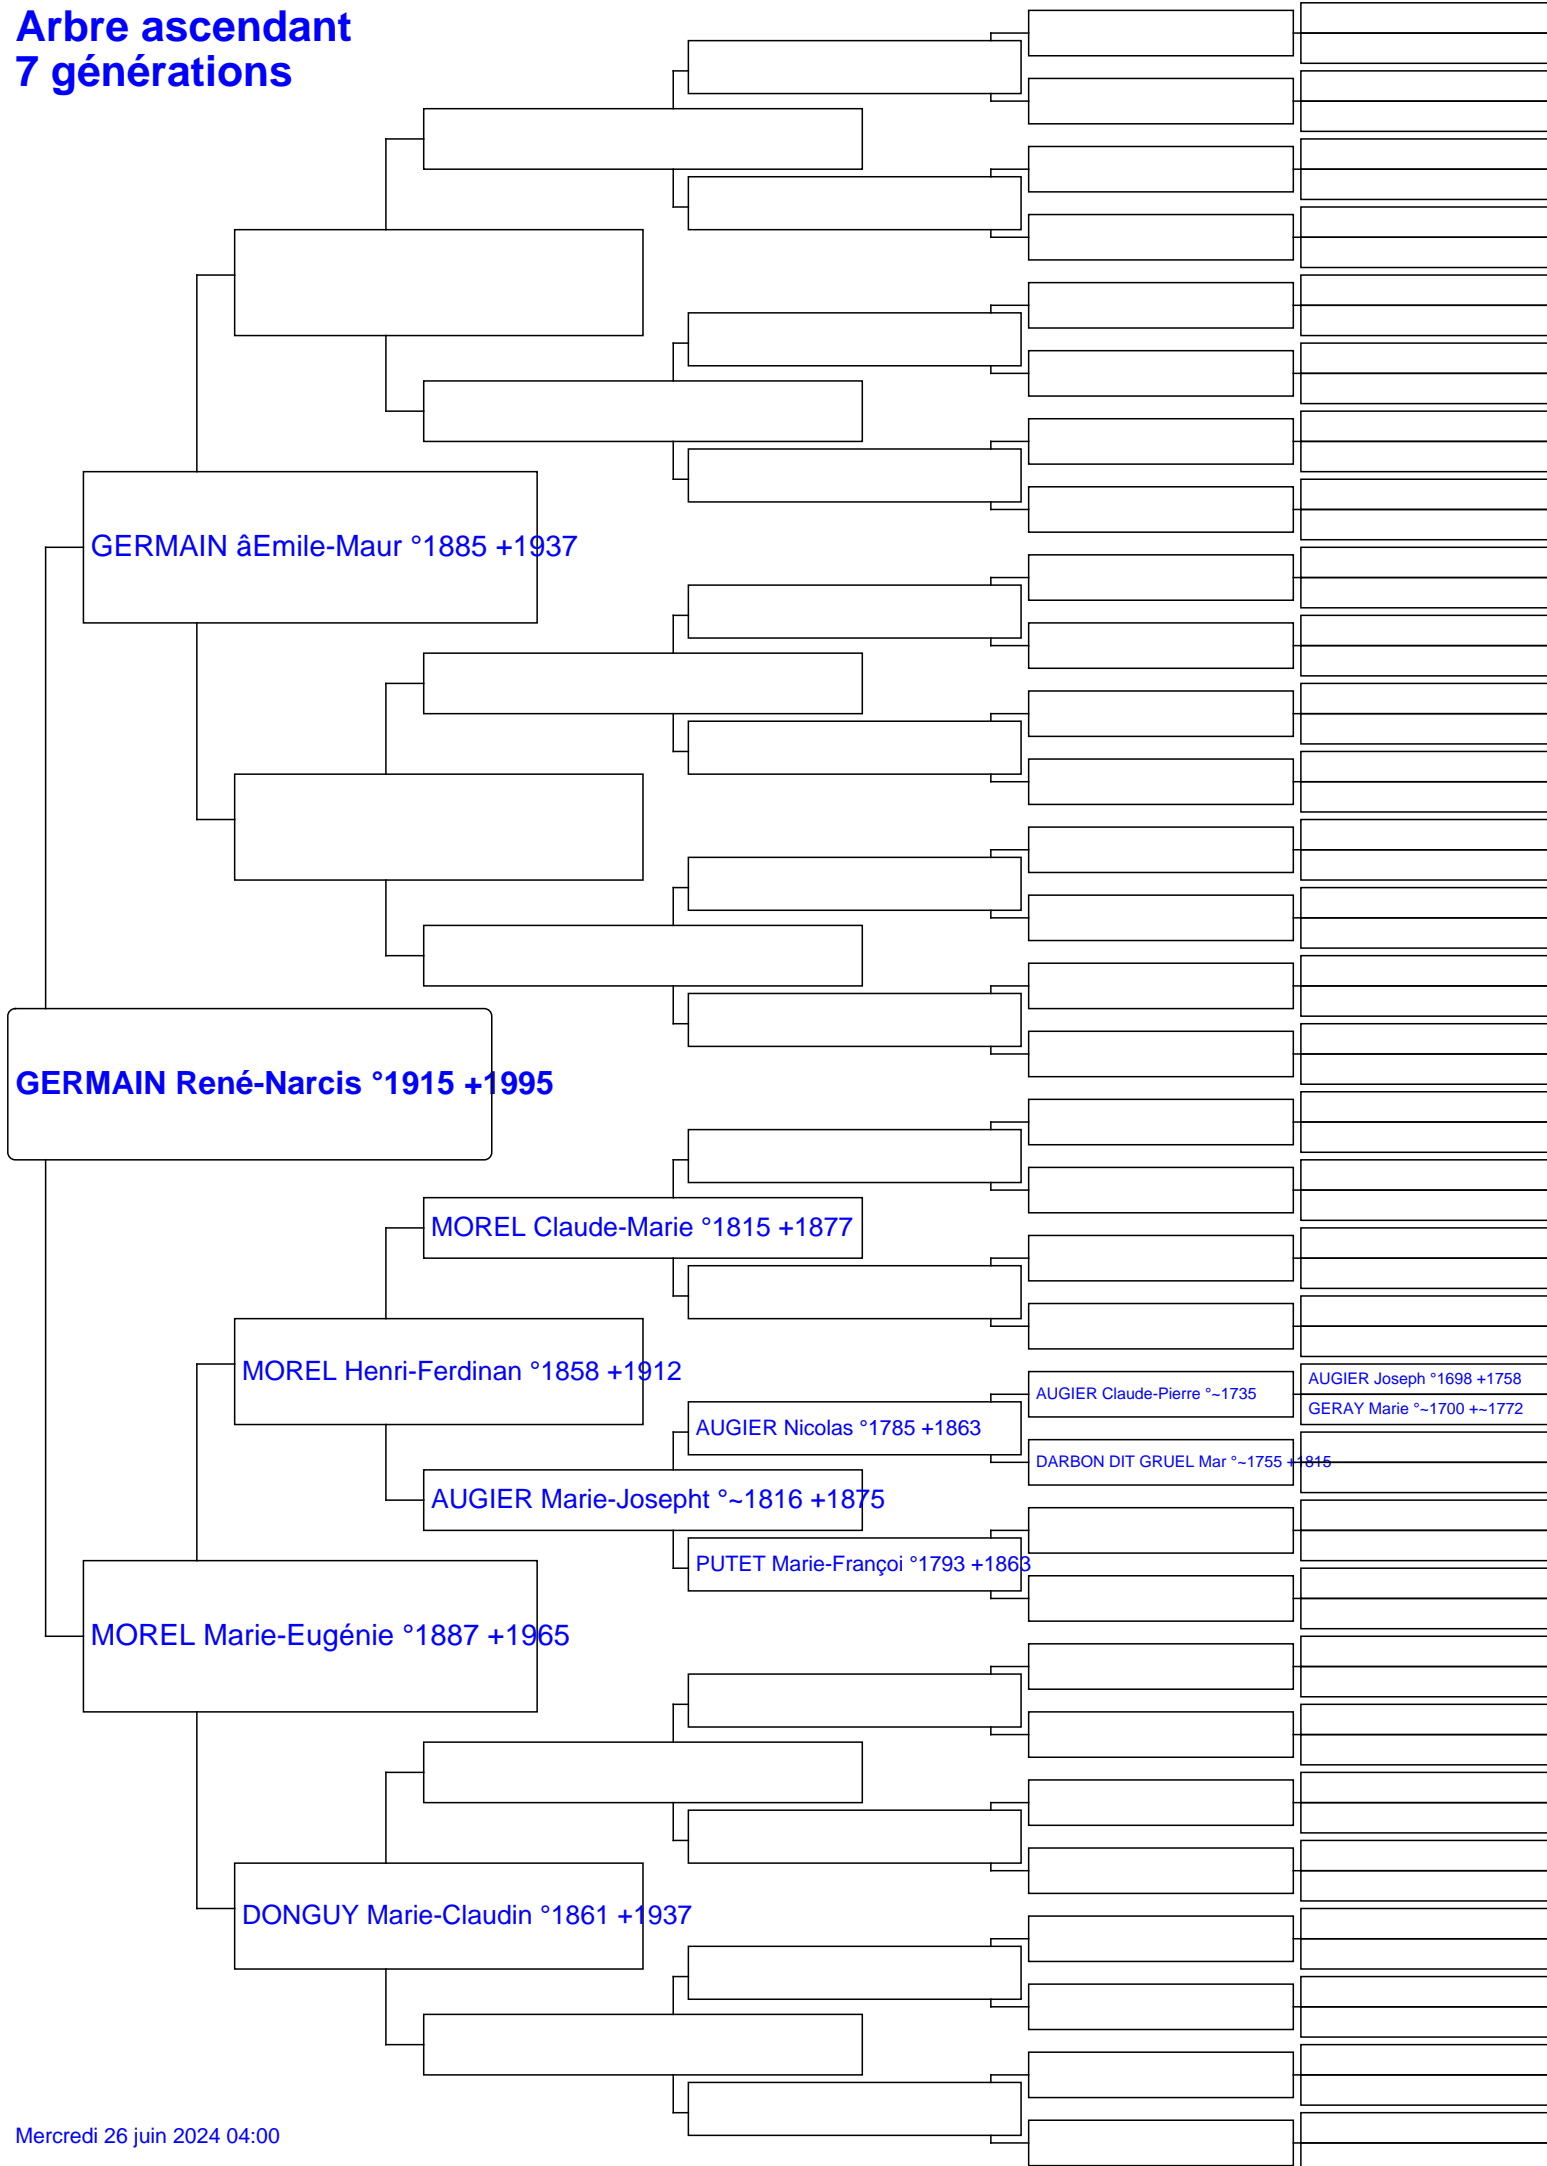 Arbre ascendant
7 générations
GERMAIN âEmile-Maur °1885 +1937
GERMAIN René-Narcis °1915 +1995
MOREL Claude-Marie °1815 +1877
MOREL Henri-Ferdinan °1858 +1912
AUGIER Joseph °1698 +1758
AUGIER Claude-Pierre °~1735
GERAY Marie °~1700 +~1772
AUGIER Nicolas °1785 +1863
DARBON DIT GRUEL Mar °~1755 +1815
AUGIER Marie-Josepht °~1816 +1875
PUTET Marie-Françoi °1793 +1863
MOREL Marie-Eugénie °1887 +1965
DONGUY Marie-Claudin °1861 +1937
Mercredi 26 juin 2024 04:00